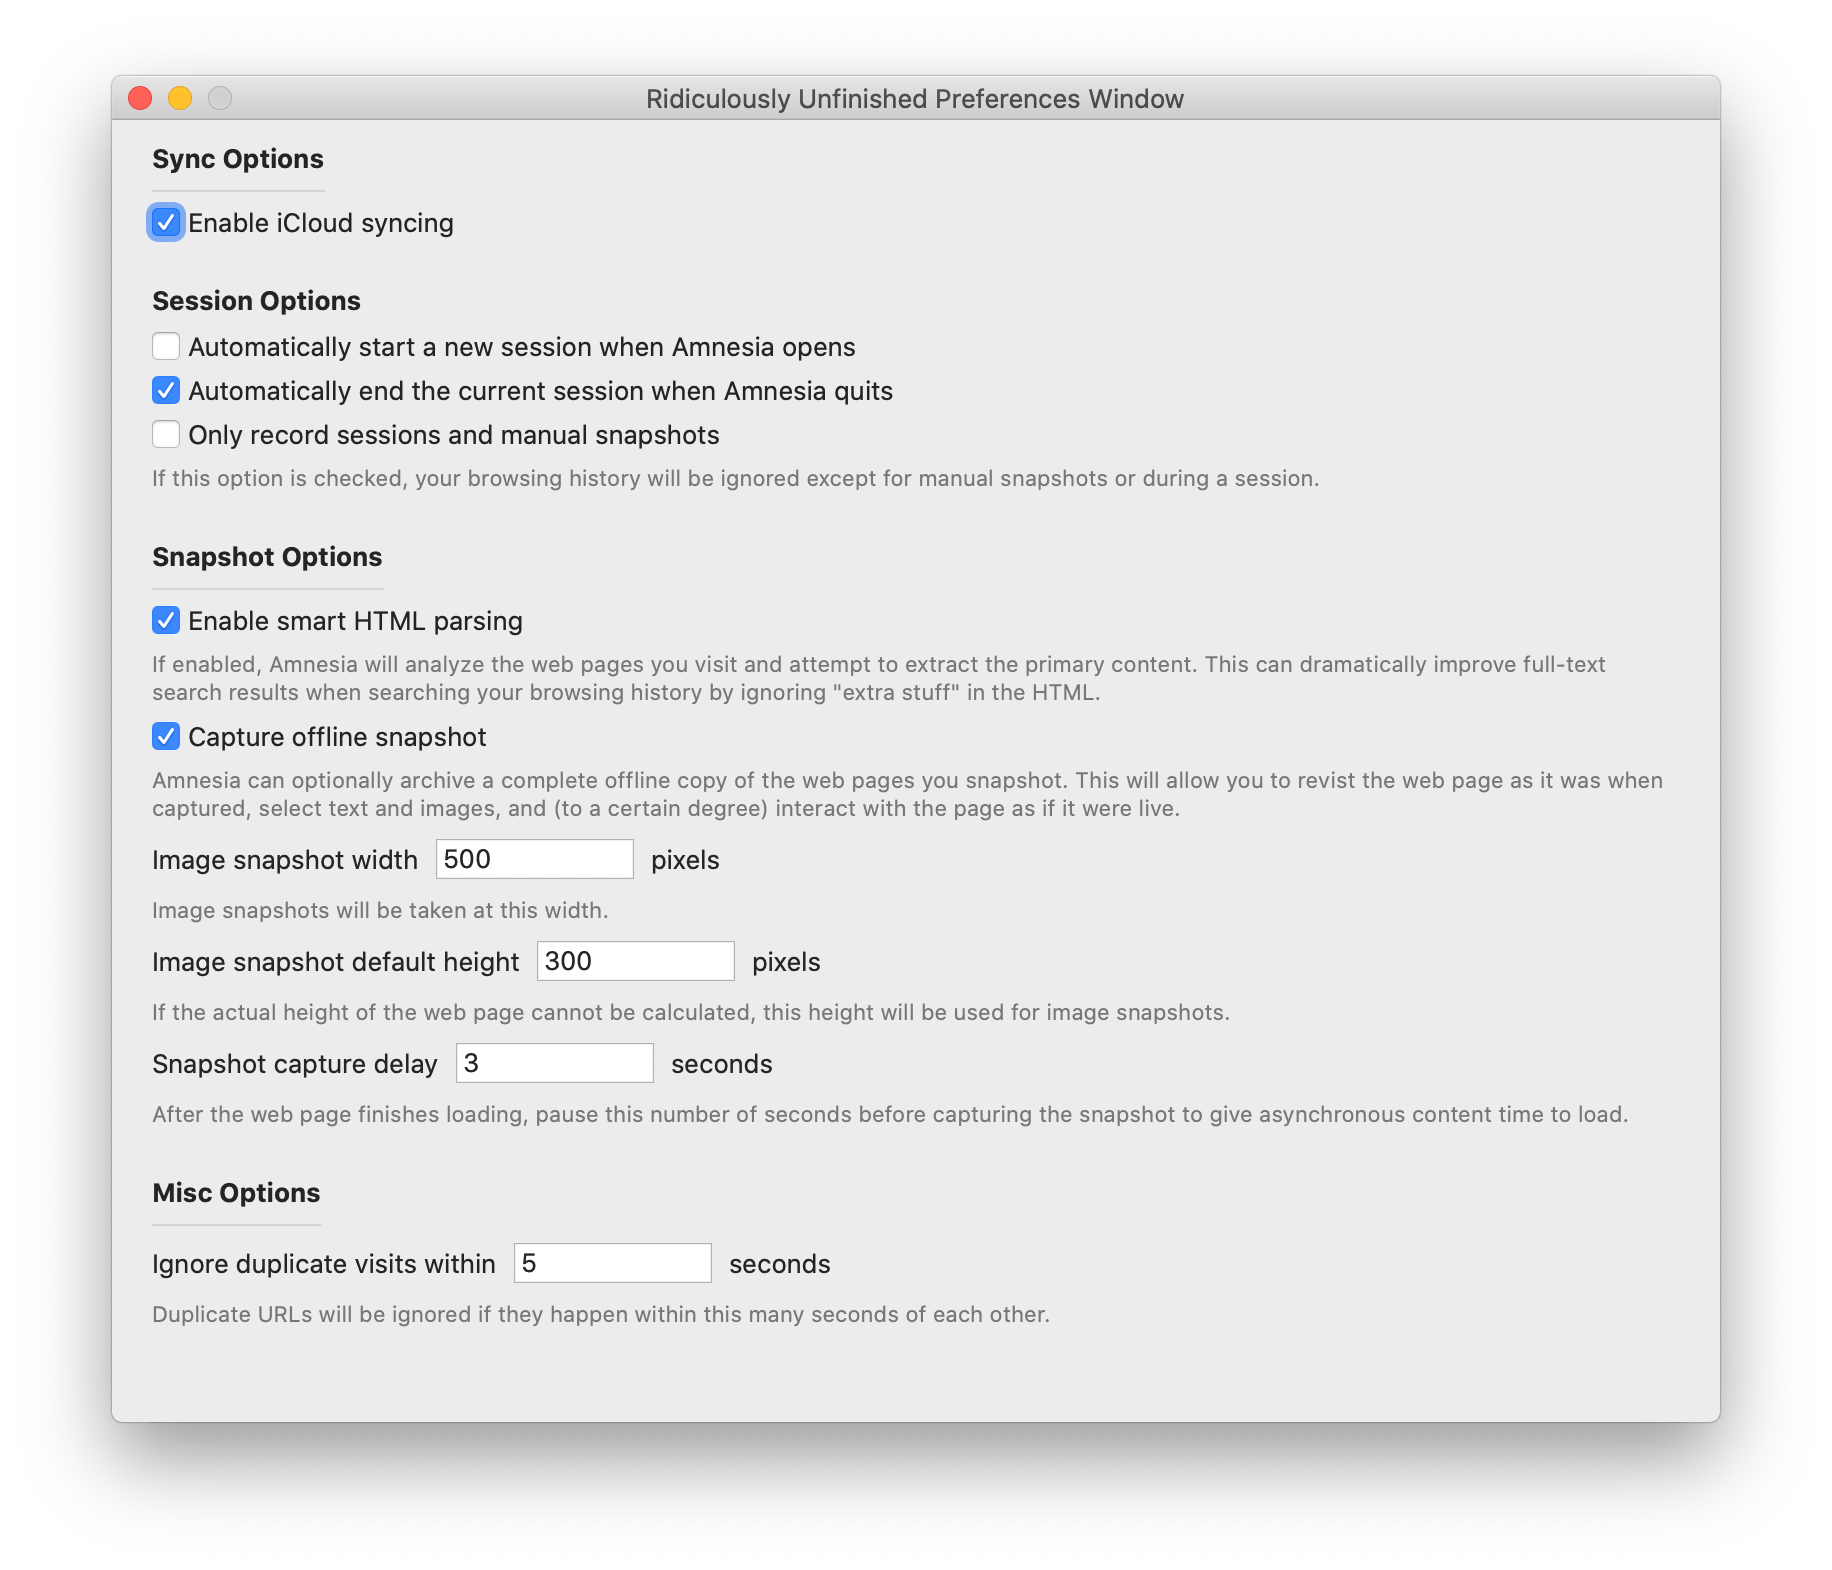 Ridiculously Unfinished Preferences Window
Sync Options
Enable iCloud syncing
Session Options
Automatically start a new session when Amnesia opens
Automatically end the current session when Amnesia quits
Only record sessions and manual snapshots
If this option is checked, your browsing history will be ignored except for manual snapshots or during a session.
Snapshot Options
Enable smart HTML parsing
If enabled, Amnesia will analyze the web pages you visit and attempt to extract the primary content. This can dramatically improve full-text
search results when searching your browsing history by ignoring "extra stuff" in the HTML.
Capture offline snapshot
Amnesia can optionally archive a complete offline copy of the web pages you snapshot. This will allow you to revist the web page as it was when
captured, select text and images, and (to a certain degree) interact with the page as if it were live.
Image snapshot width 500 pixels
Image snapshots will be taken at this width.
Image snapshot default height 300 pixels
If the actual height of the web page cannot be calculated, this height will be used for image snapshots.
Snapshot capture delay 3 seconds
After the web page finishes loading, pause this number of seconds before capturing the snapshot to give asynchronous content time to load.
Misc Options
Ignore duplicate visits within 5 seconds
Duplicate URLs will be ignored if they happen within this many seconds of each other.